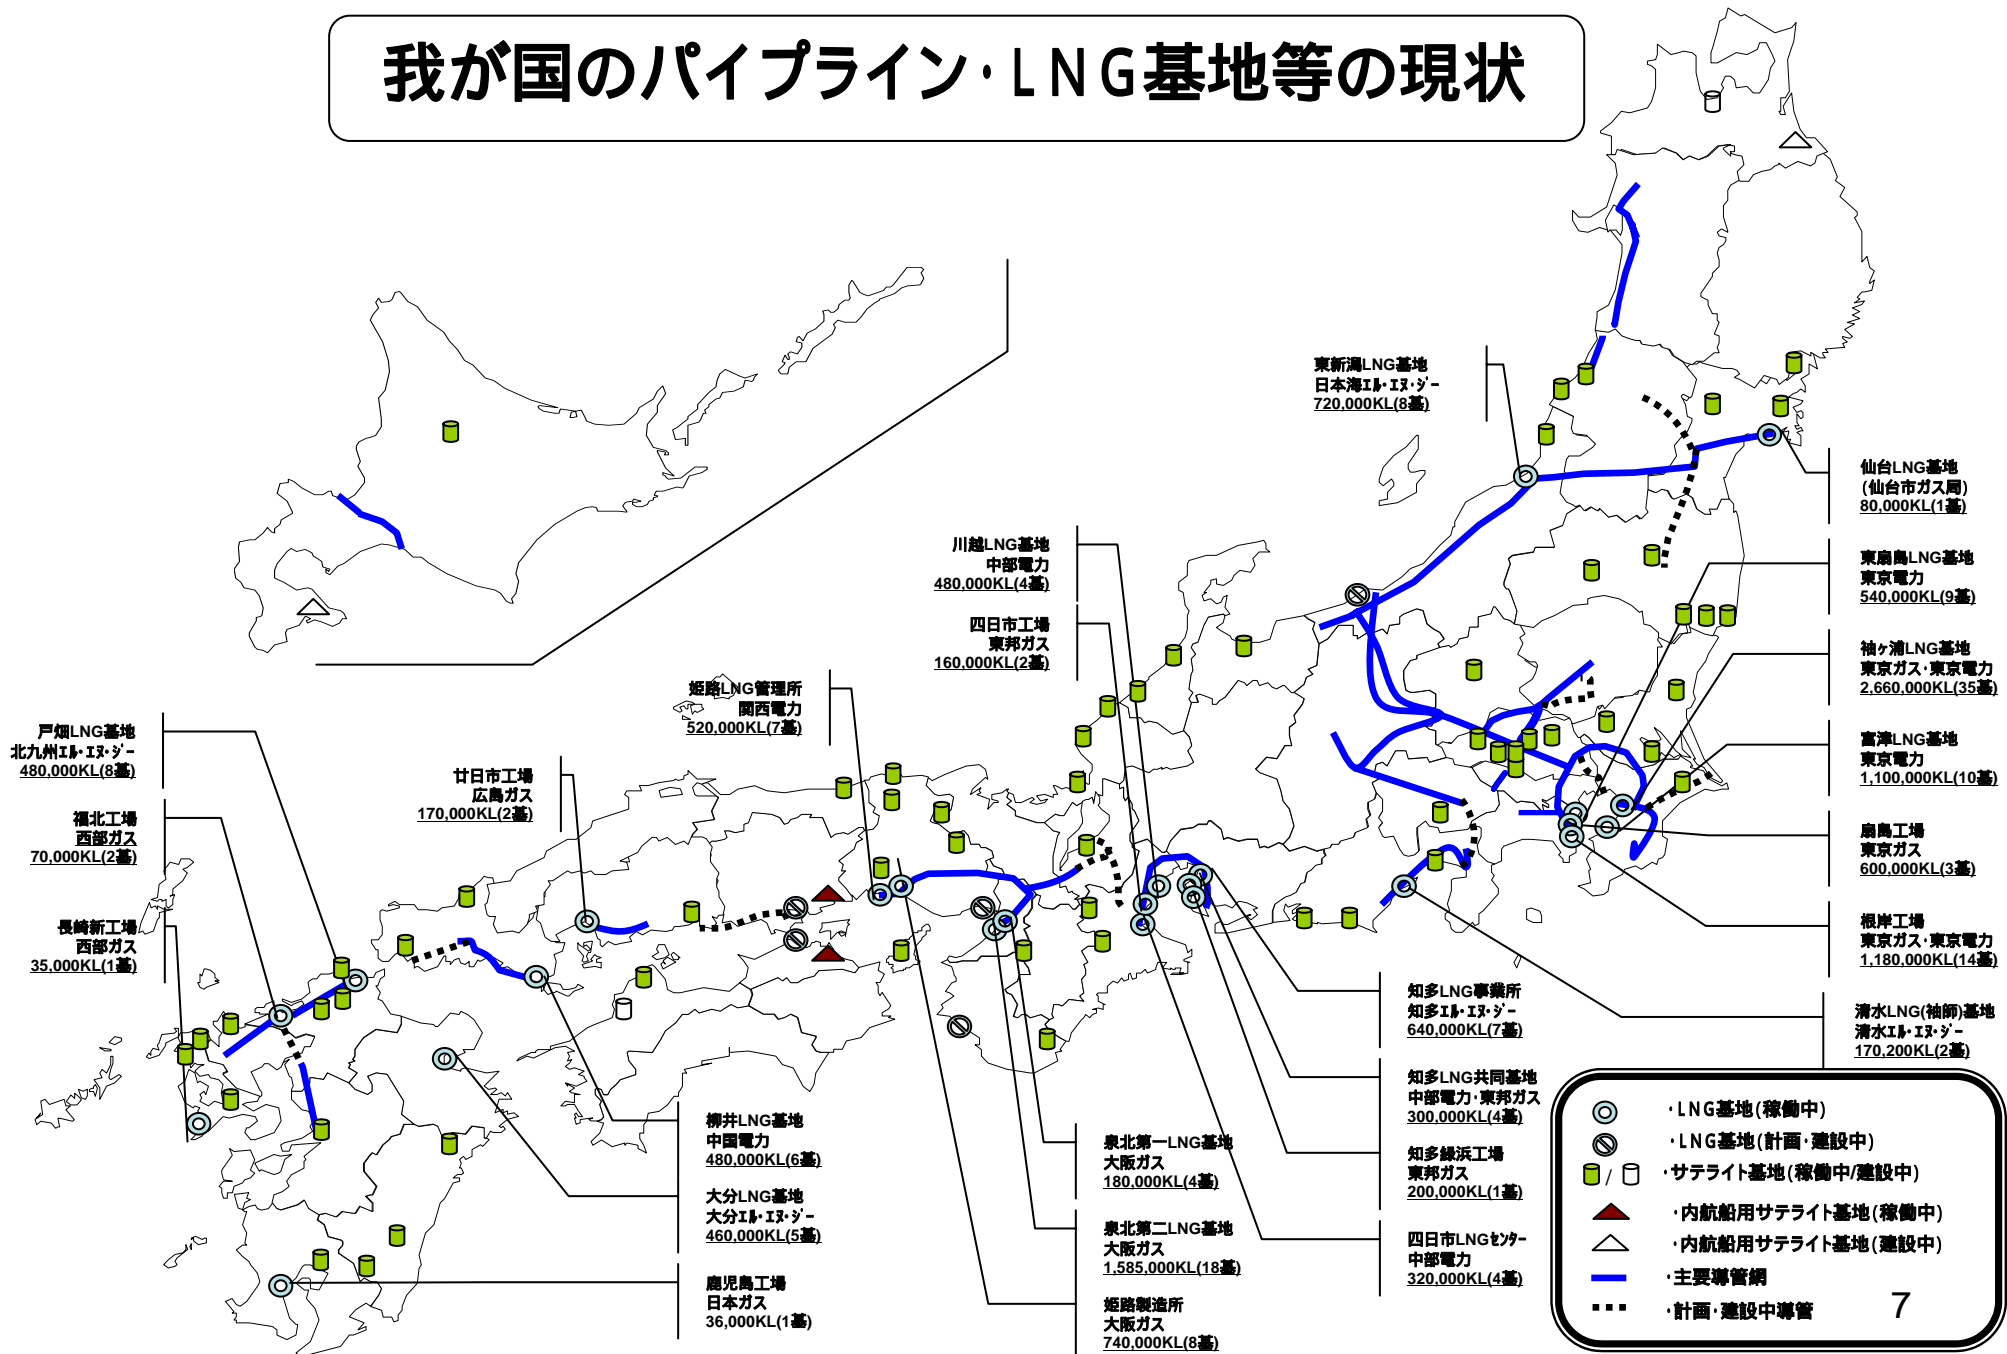 我が国のパイプライン・LNG基地等の現状
東新潟LNG基地
日本海ｴﾙ・ｴﾇ・ｼﾞｰ
720,000KL(8基)
仙台LNG基地
(仙台市ガス局)
80,000KL(1基)
川越LNG基地
中部電力
480,000KL(4基)
東扇島LNG基地
東京電力
540,000KL(9基)
四日市工場
東邦ガス
160,000KL(2基)
袖ヶ浦LNG基地
東京ガス・東京電力
2,660,000KL(35基)
姫路LNG管理所
関西電力
520,000KL(7基)
戸畑LNG基地
北九州ｴﾙ・ｴﾇ・ｼﾞｰ
480,000KL(8基)
富津LNG基地
東京電力
1,100,000KL(10基)
廿日市工場
広島ガス
170,000KL(2基)
福北工場
西部ガス
70,000KL(2基)
扇島工場
東京ガス
600,000KL(3基)
長崎新工場
西部ガス
35,000KL(1基)
根岸工場
東京ガス・東京電力
1,180,000KL(14基)
知多LNG事業所
知多ｴﾙ・ｴﾇ・ｼﾞｰ
640,000KL(7基)
清水LNG(袖師)基地
清水ｴﾙ・ｴﾇ・ｼﾞｰ
170,200KL(2基)
知多LNG共同基地
中部電力・東邦ガス
300,000KL(4基)
柳井LNG基地
中国電力
480,000KL(6基)
泉北第一LNG基地
大阪ガス
180,000KL(4基)
知多緑浜工場
東邦ガス
200,000KL(1基)
大分LNG基地
大分ｴﾙ・ｴﾇ・ｼﾞｰ
460,000KL(5基)
泉北第二LNG基地
大阪ガス
1,585,000KL(18基)
四日市LNGｾﾝﾀｰ
中部電力
320,000KL(4基)
鹿児島工場
日本ガス
36,000KL(1基)
姫路製造所
大阪ガス
740,000KL(8基)
・LNG基地(稼働中)
・LNG基地(計画・建設中)
/ ・サテライト基地(稼働中/建設中)
・内航船用サテライト基地(稼働中)
・内航船用サテライト基地(建設中)
・主要導管網
・計画・建設中導管
7